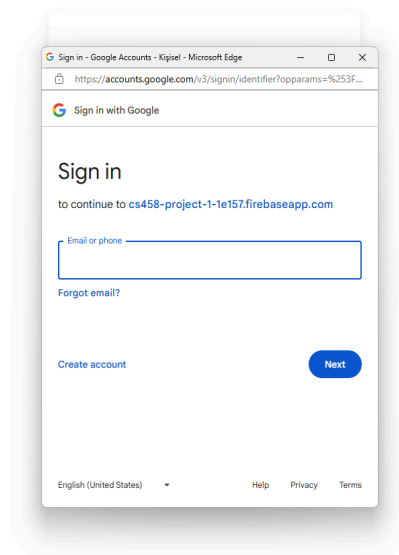 Sign in - Google Accounts - Kişisel - Microsoft Edge
https://accounts.google.com/v3/signin/identifier?opparams=%253F...
Sign in with Google
Sign in
to continue to cs458-project-1-1e157.firebaseapp.com
Email or phone
Forgot email?
Create account
Next
English (United States)
Help
Privacy
Terms